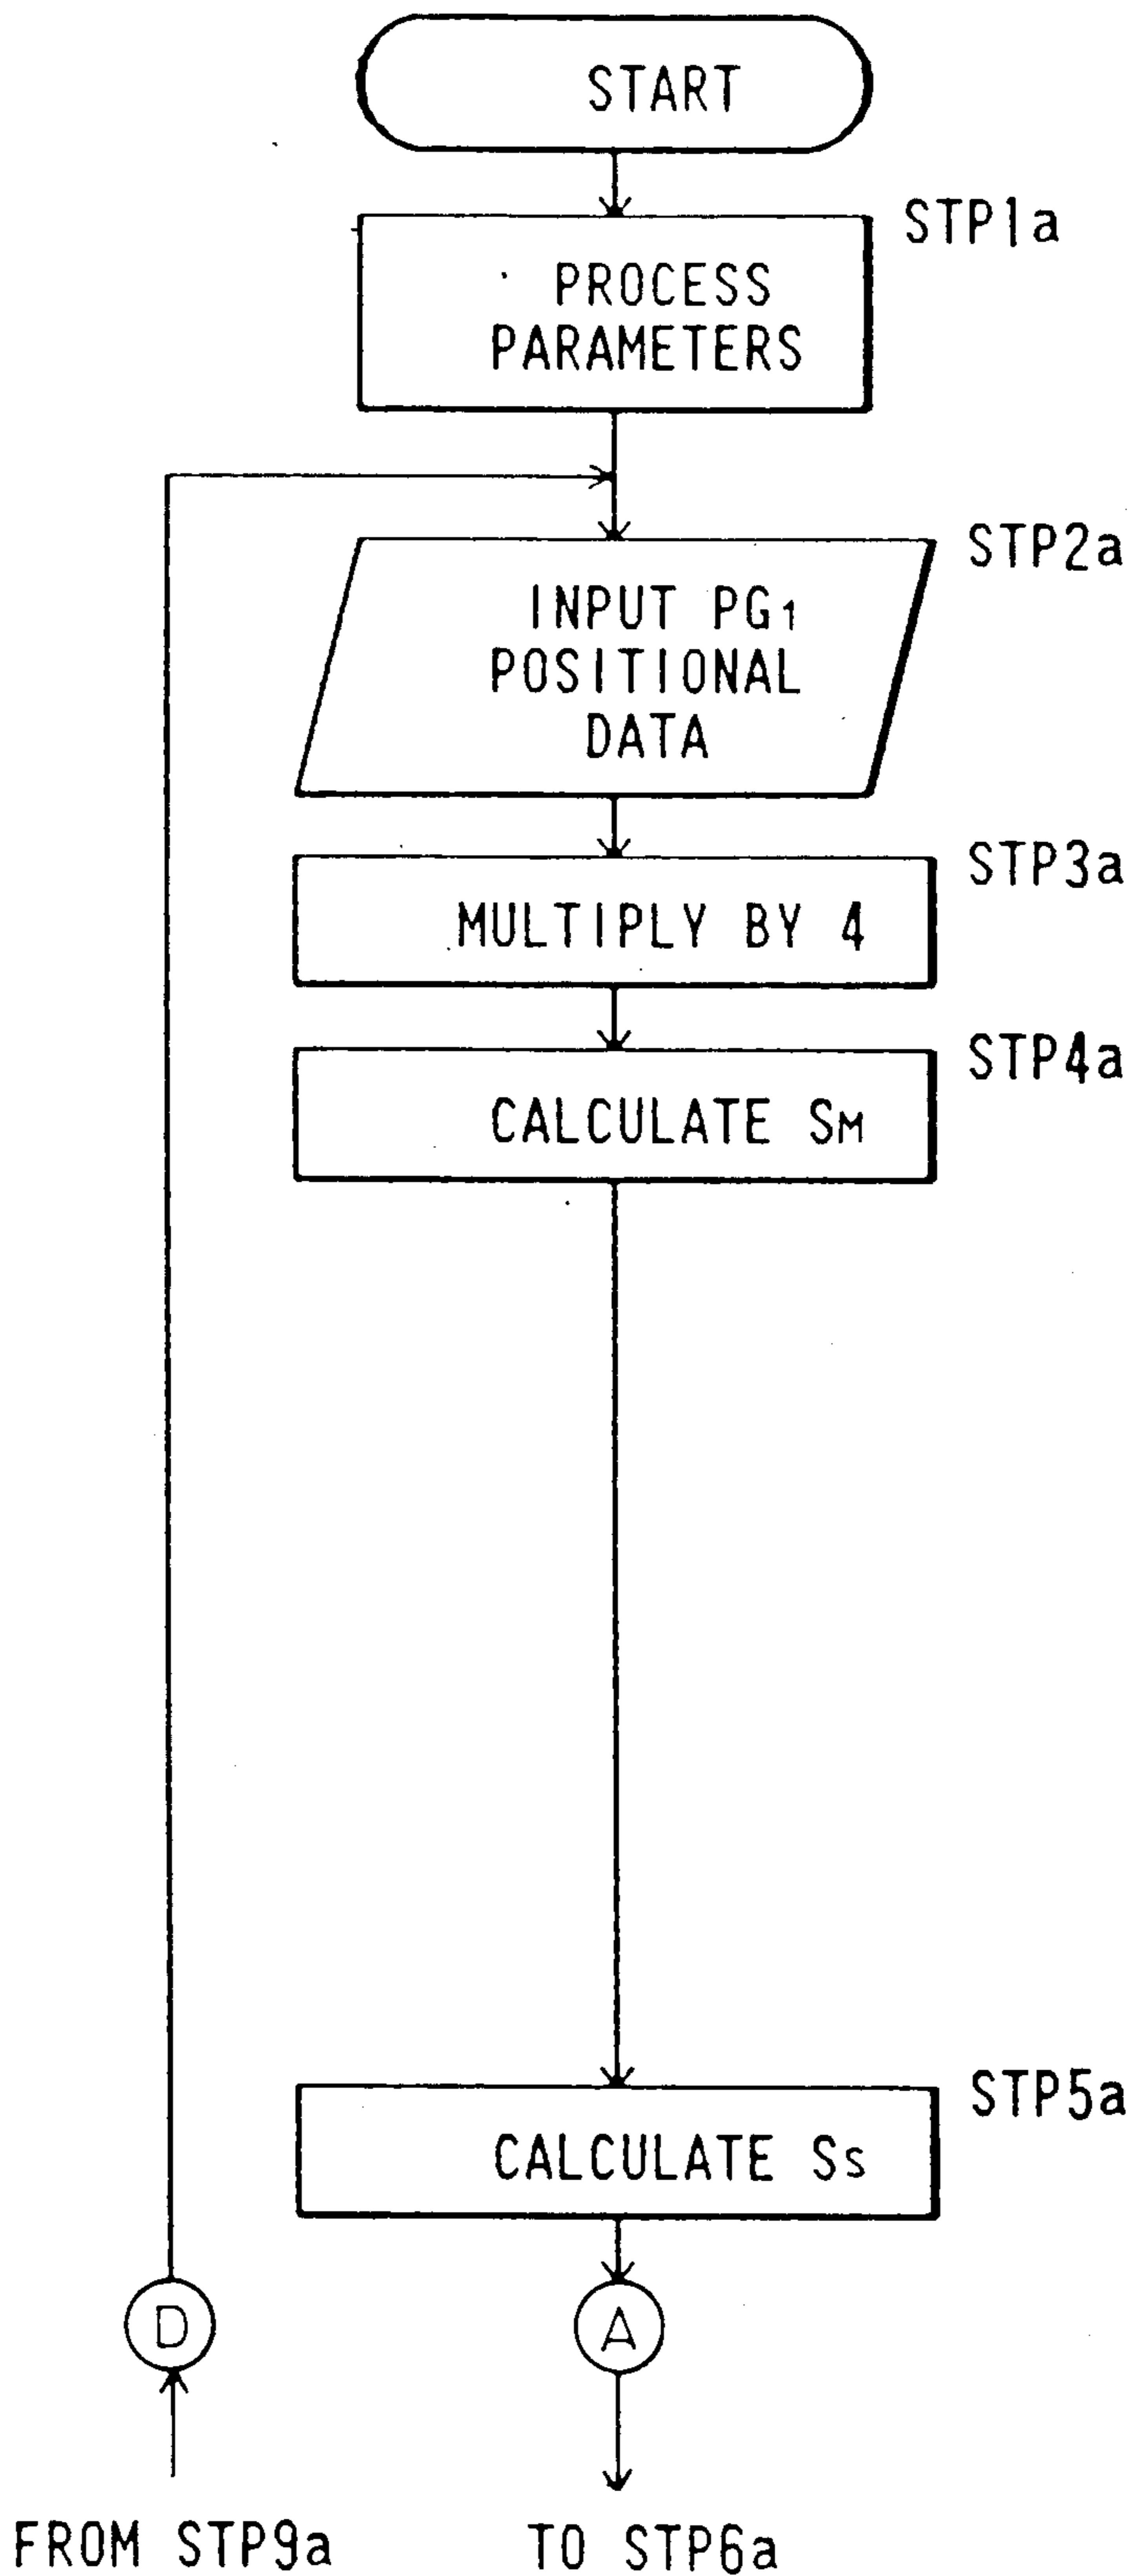 START
STP1a
PROCESS
PARAMETERS
STP2a
INPUT PG₁
POSITIONAL
DATA
STP3a
MULTIPLY BY 4
STP4a
CALCULATE SM
STP5a
CALCULATE SS
D
A
FROM STP9a
TO STP6a